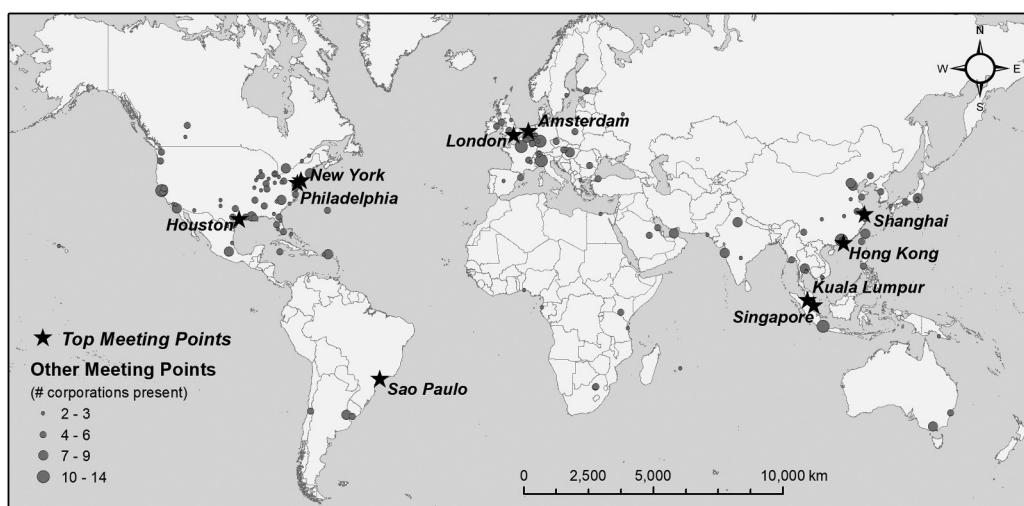 N
W E
S
Amsterdam
London
New York
Philadelphia
Houston
Shanghai
Hong Kong
Kuala Lumpur
Singapore
Sao Paulo
Top Meeting Points
Other Meeting Points
(# corporations present)
2 - 3
4 - 6
7 - 9
10 - 14
0 2,500 5,000 10,000 km